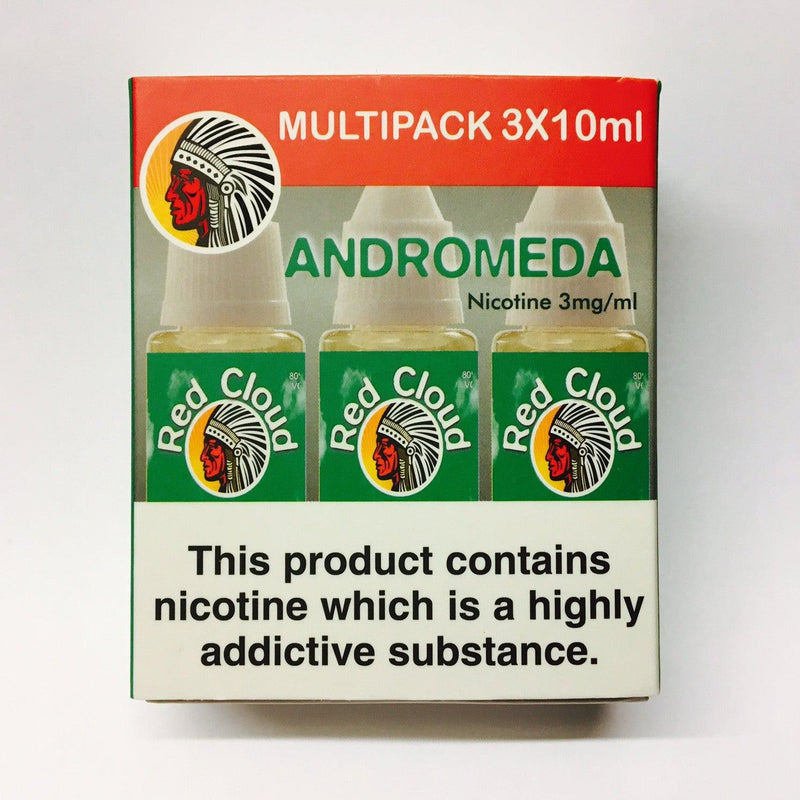 MULTIPACK 3X10ml
ANDROMEDA
Nicotine 3mg/ml
Red Cloud
Red Cloud
Red Cloud
This product contains
nicotine which is a highly
addictive substance.